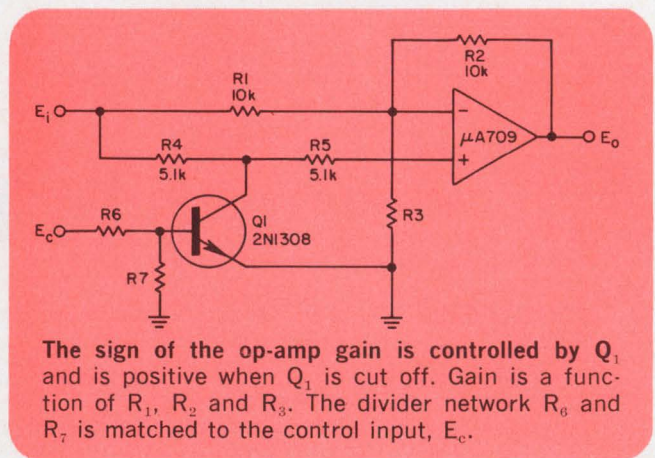 R2
10k
R1
10k
Ei
R4
5.1k
R5
5.1k
−
+
μA709
Eo
R6
Ec
Q1
2N1308
R3
R7
The sign of the op-amp gain is controlled by Q₁
and is positive when Q₁ is cut off. Gain is a func-
tion of R₁, R₂ and R₃. The divider network R₆ and
R₇ is matched to the control input, Ec.